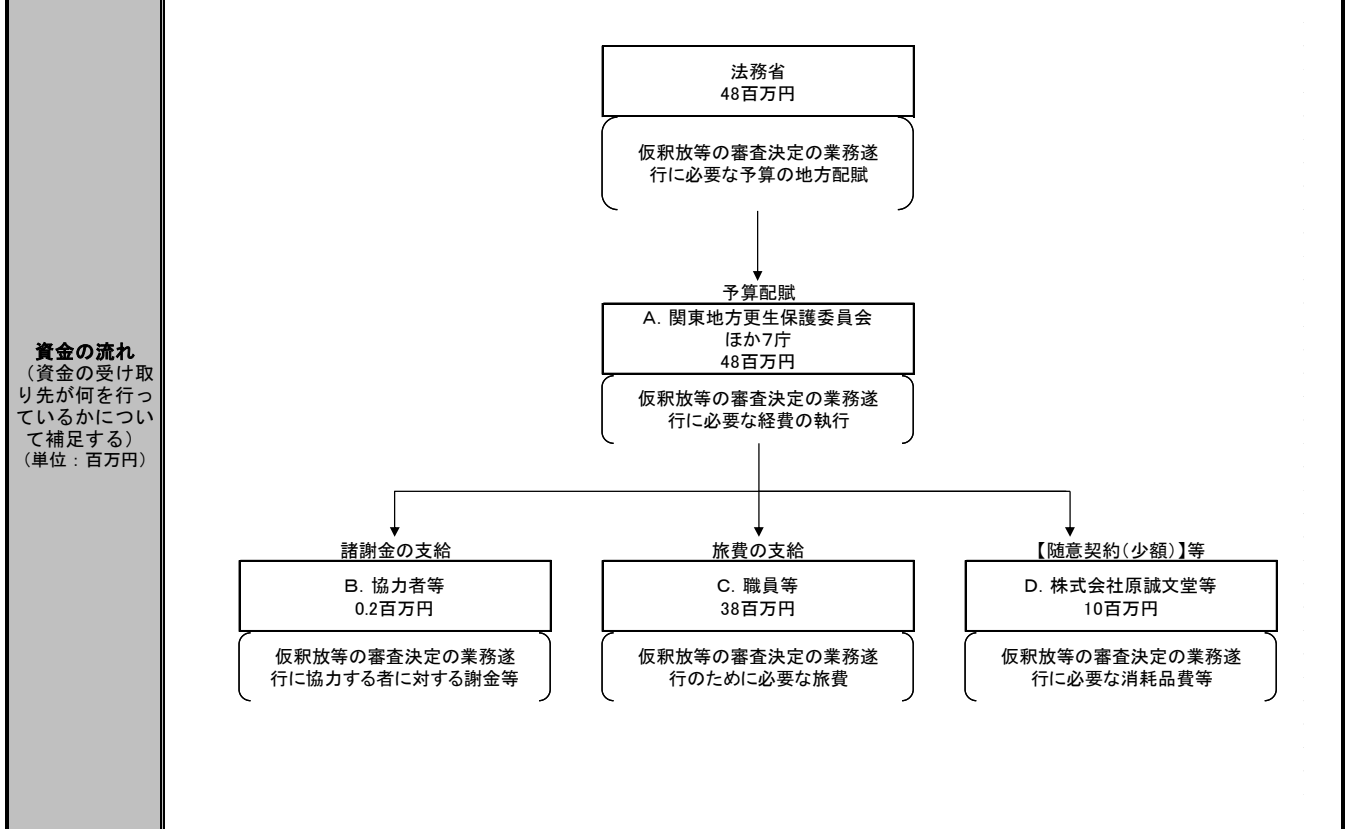 資金の流れ
（資金の受け取
り先が何を行っ
ているかについ
て補足する）
（単位：百万円）
法務省
48百万円
仮釈放等の審査決定の業務遂
行に必要な予算の地方配賦
予算配賦
A．関東地方更生保護委員会
ほか7庁
48百万円
仮釈放等の審査決定の業務遂
行に必要な経費の執行
諸謝金の支給
B．協力者等
0.2百万円
仮釈放等の審査決定の業務遂
行に協力する者に対する謝金等
旅費の支給
C．職員等
38百万円
仮釈放等の審査決定の業務遂
行のために必要な旅費
【随意契約（少額）】等
D．株式会社原誠文堂等
10百万円
仮釈放等の審査決定の業務遂
行に必要な消耗品費等